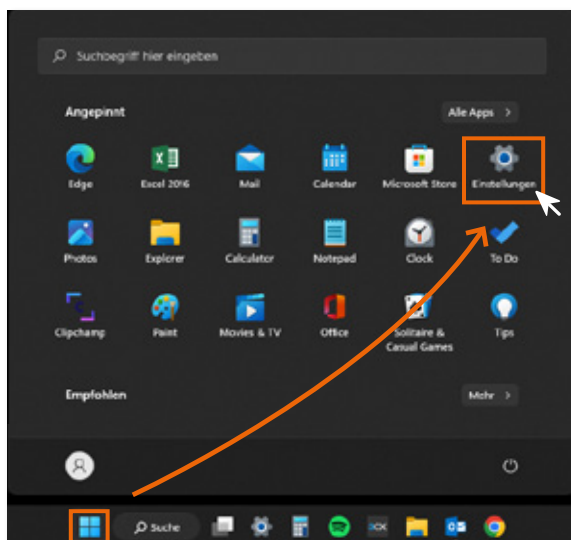 Suchbegriff hier eingeben
Angepinnt
Alle Apps >
Edge
Excel 2016
Mail
Calendar
Microsoft Store
Einstellungen
Photos
Explorer
Calculator
Notepad
Clock
To Do
Clipchamp
Paint
Movies & TV
Office
Solitaire &
Casual Games
Tips
Empfohlen
Mehr >
Suche